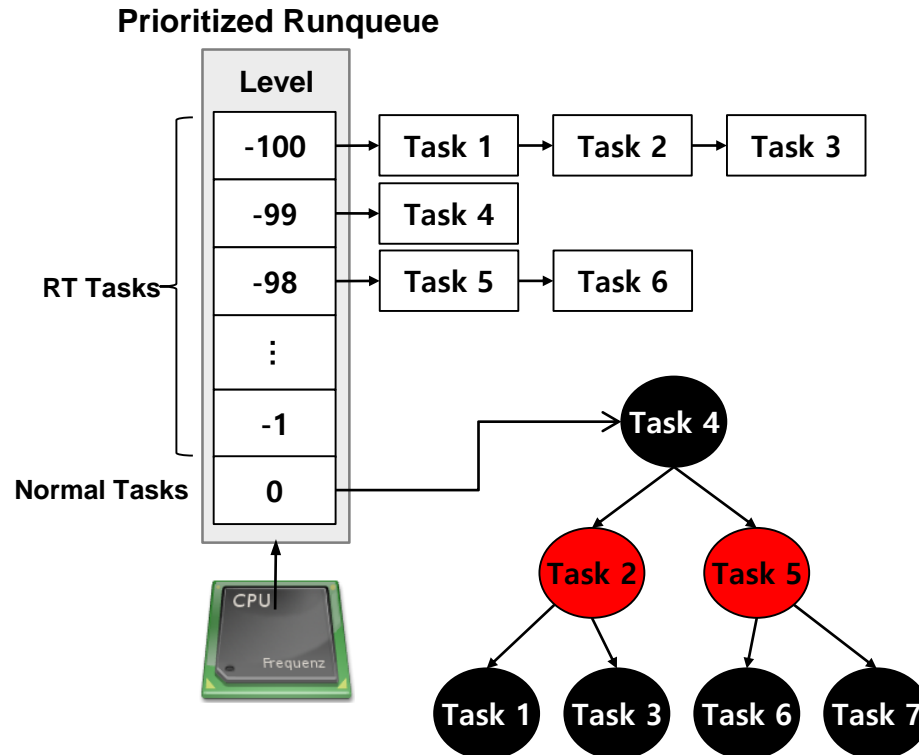 Prioritized Runqueue
Level
-100
Task 1
Task 2
Task 3
-99
Task 4
RT Tasks
-98
Task 5
Task 6
⋮
-1
Task 4
Normal Tasks
0
Task 2
Task 5
CPU
Frequenz
Task 1
Task 3
Task 6
Task 7